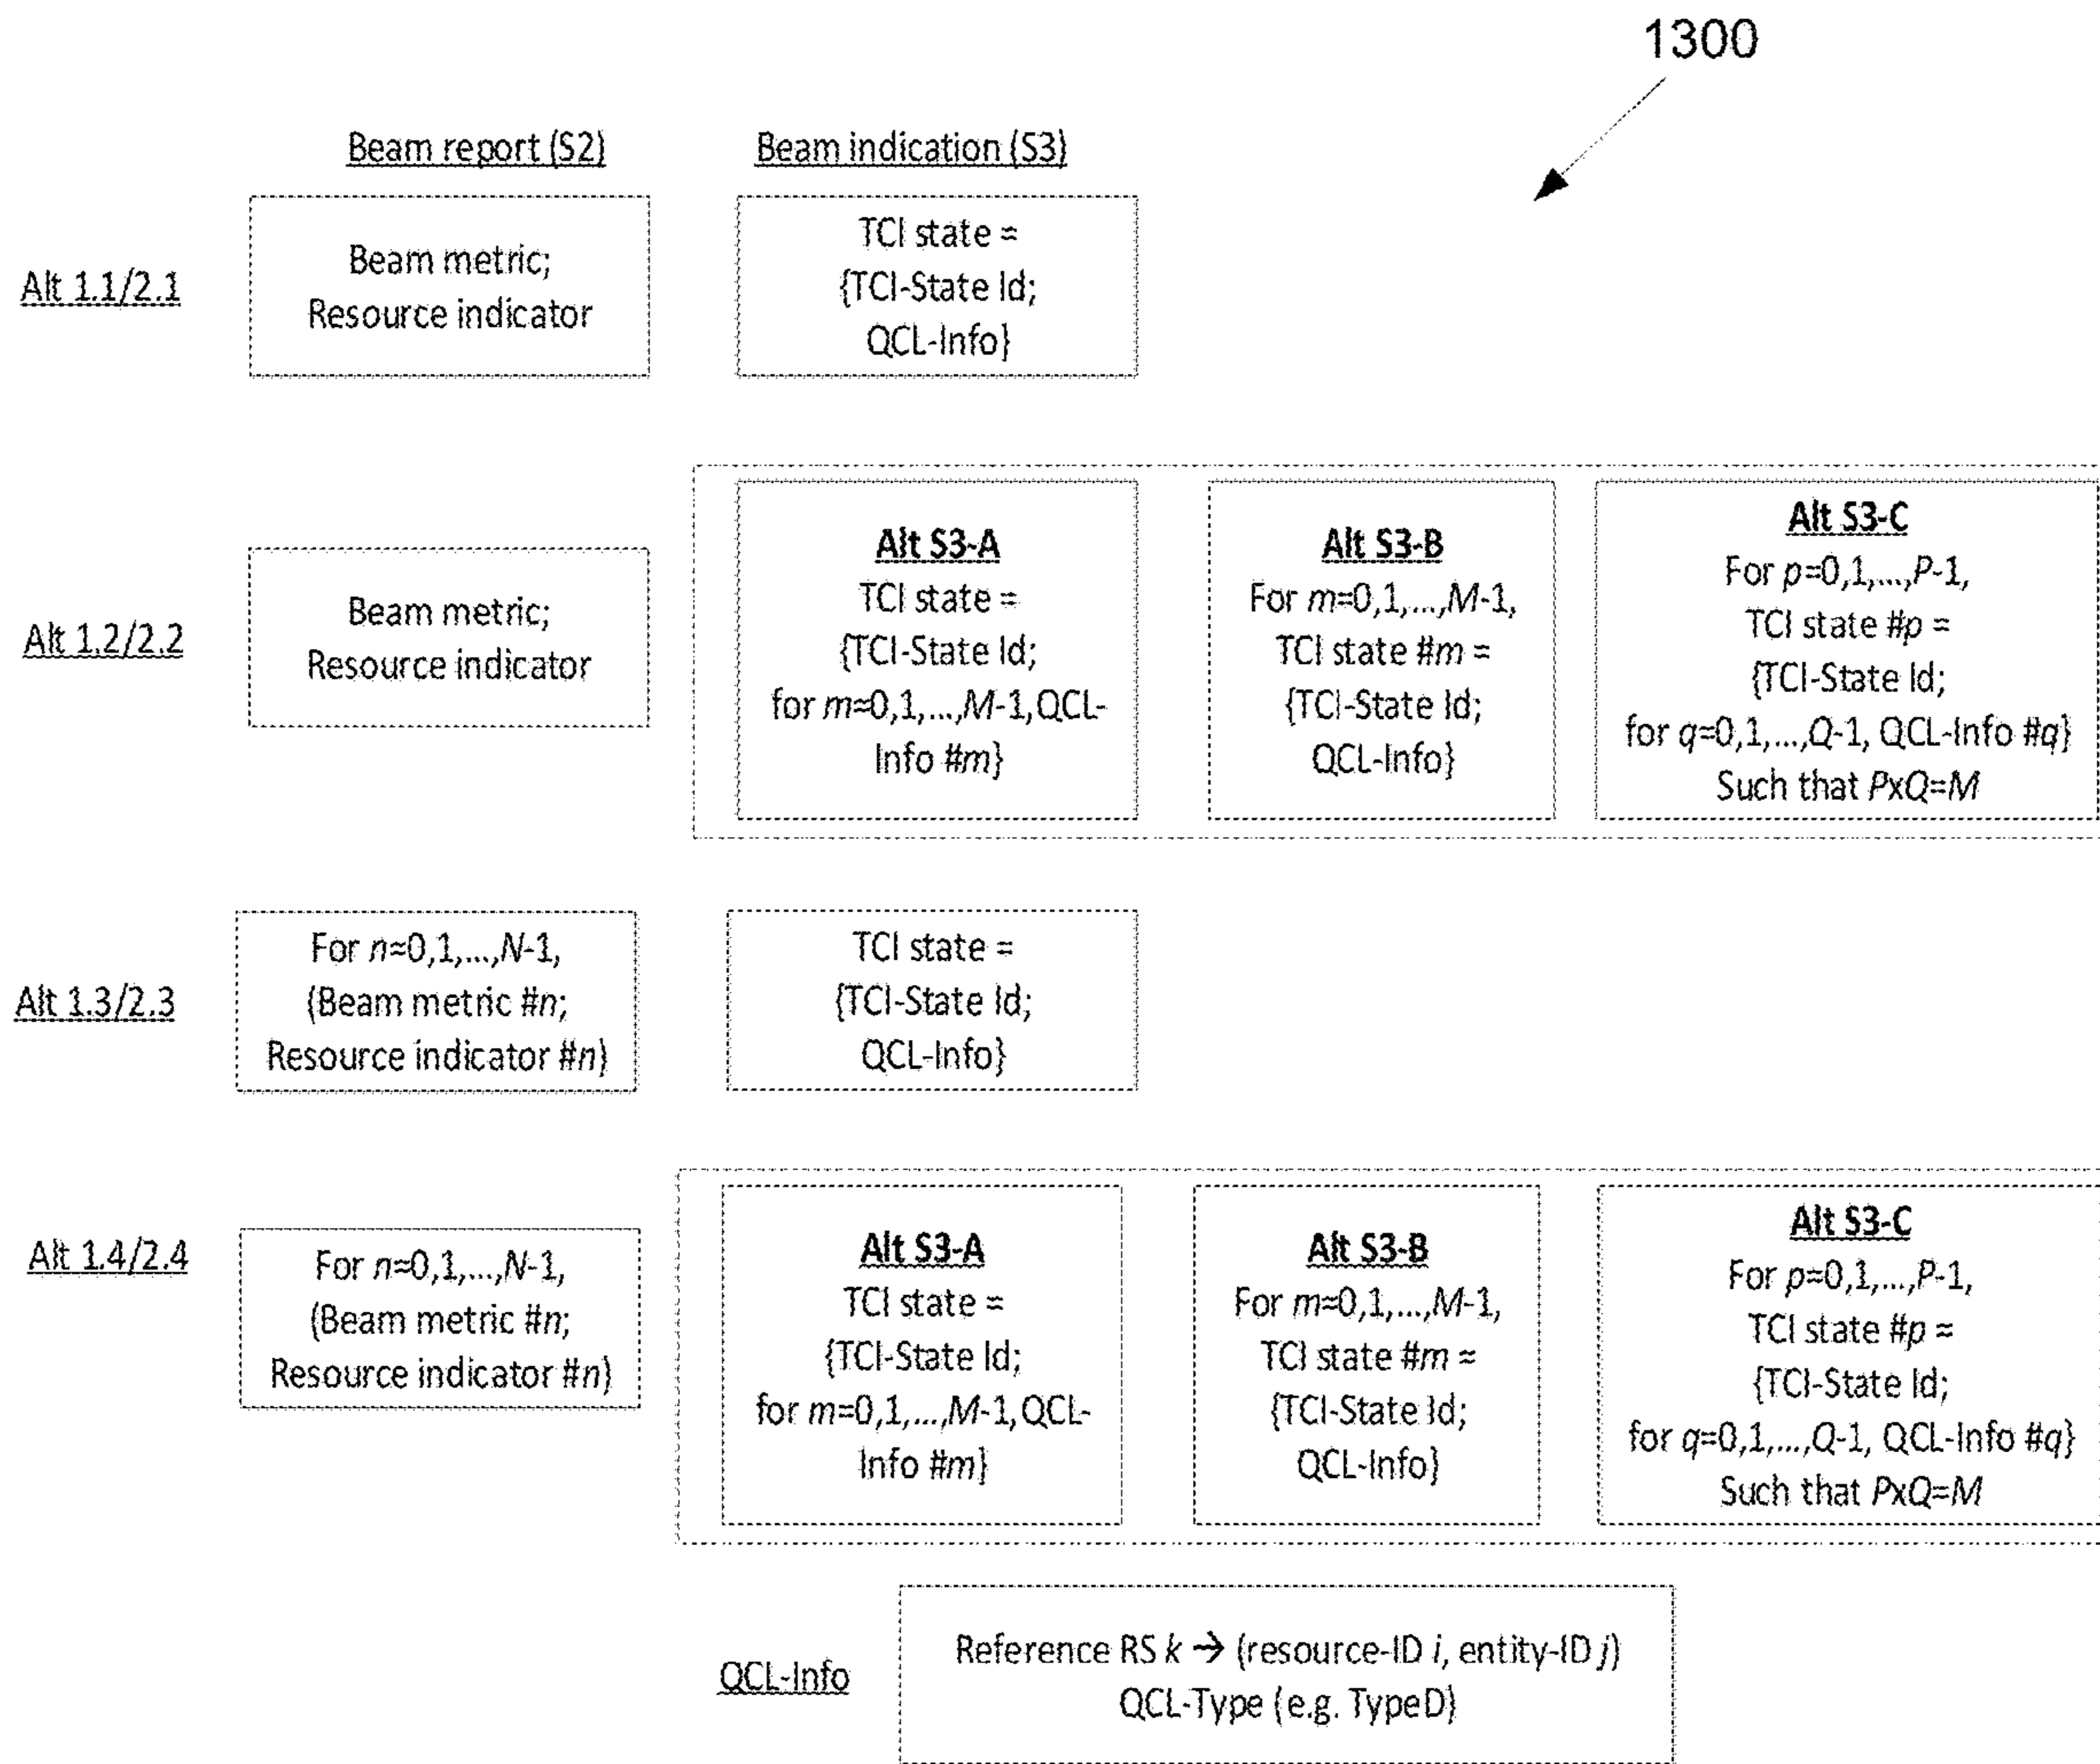 1300
Beam report (S2)
Beam indication (S3)
Alt 1.1/2.1
Beam metric;
Resource indicator
TCI state =
{TCI-State Id;
QCL-Info}
Alt 1.2/2.2
Beam metric;
Resource indicator
Alt S3-A
TCI state =
{TCI-State Id;
for m=0,1,...,M-1,QCL-
Info #m}
Alt S3-B
For m=0,1,...,M-1,
TCI state #m =
{TCI-State Id;
QCL-Info}
Alt S3-C
For p=0,1,...,P-1,
TCI state #p =
{TCI-State Id;
for q=0,1,...,Q-1, QCL-Info #q}
Such that PxQ=M
Alt 1.3/2.3
For n=0,1,...,N-1,
(Beam metric #n;
Resource indicator #n)
TCI state =
{TCI-State Id;
QCL-Info}
Alt 1.4/2.4
For n=0,1,...,N-1,
(Beam metric #n;
Resource indicator #n)
Alt S3-A
TCI state =
{TCI-State Id;
for m=0,1,...,M-1,QCL-
Info #m}
Alt S3-B
For m=0,1,...,M-1,
TCI state #m =
{TCI-State Id;
QCL-Info}
Alt S3-C
For p=0,1,...,P-1,
TCI state #p =
{TCI-State Id;
for q=0,1,...,Q-1, QCL-Info #q}
Such that PxQ=M
QCL-Info
Reference RS k → (resource-ID i, entity-ID j)
QCL-Type (e.g. TypeD)